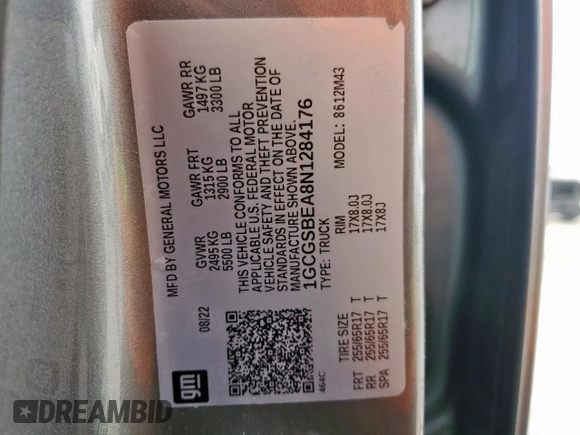 gm
MFD BY GENERAL MOTORS LLC
08/22
GVWR GAWR FRT GAWR RR
2495 KG 1315 KG 1497 KG
5500 LB 2900 LB 3300 LB
THIS VEHICLE CONFORMS TO ALL
APPLICABLE U.S. FEDERAL MOTOR
VEHICLE SAFETY AND THEFT PREVENTION
STANDARDS IN EFFECT ON THE DATE OF
MANUFACTURE SHOWN ABOVE.
1GCGSBEA8N1284176
TYPE: TRUCK MODEL: 8612M43
464C
TIRE SIZE RIM
FRT 255/65R17 T 17X8.0J
RR 255/65R17 T 17X8.0J
SPA 255/65R17 T 17X8J
DREAMBID